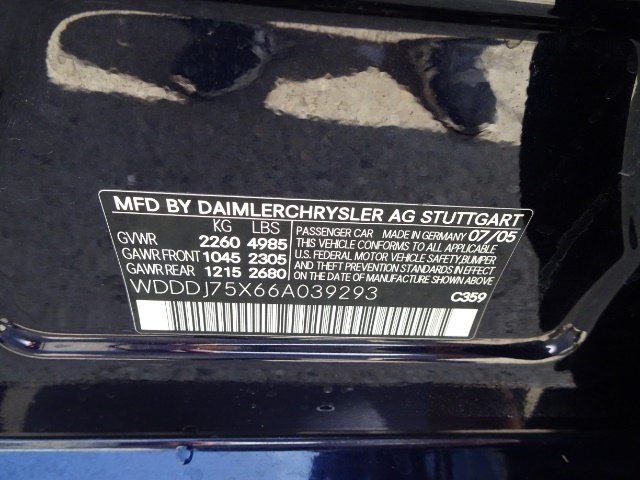 MFD BY DAIMLERCHRYSLER AG STUTTGART
KG LBS
GVWR 2260 4985
GAWR FRONT 1045 2305
GAWR REAR 1215 2680
PASSENGER CAR MADE IN GERMANY 07/05
THIS VEHICLE CONFORMS TO ALL APPLICABLE
U.S. FEDERAL MOTOR VEHICLE SAFETY,BUMPER
AND THEFT PREVENTION STANDARDS IN EFFECT
ON THE DATE OF MANUFACTURE SHOWN ABOVE
WDDDJ75X66A039293
C359